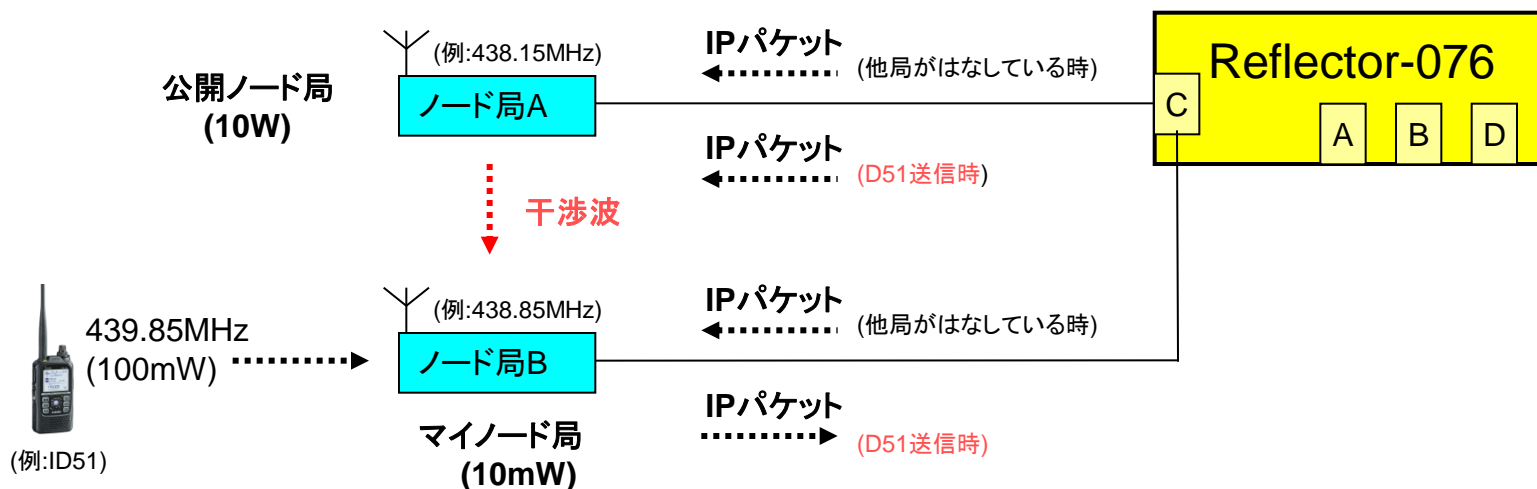 公開ノード局
(10W)
(例:438.15MHz)
ノード局A
IPパケット
(他局がはなしている時)
IPパケット
(D51送信時)
Reflector-076
C
A
B
D
干渉波
439.85MHz
(100mW)
(例:ID51)
(例:438.85MHz)
ノード局B
マイノード局
(10mW)
IPパケット
(他局がはなしている時)
IPパケット
(D51送信時)